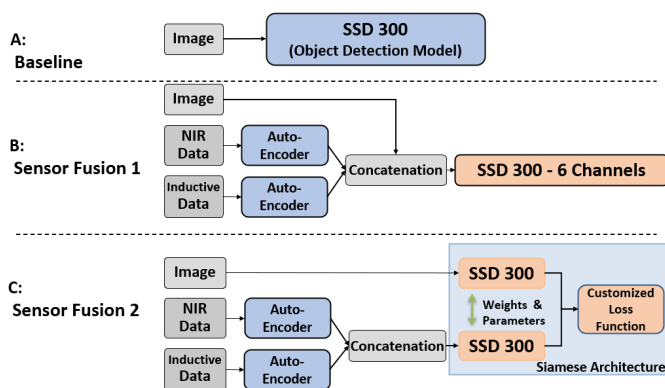 A:
Baseline
Image
SSD 300
(Object Detection Model)
B:
Sensor Fusion 1
Image
NIR
Data
Auto-
Encoder
Inductive
Data
Auto-
Encoder
Concatenation
SSD 300 - 6 Channels
C:
Sensor Fusion 2
Image
NIR
Data
Auto-
Encoder
Inductive
Data
Auto-
Encoder
Concatenation
SSD 300
Weights &
Parameters
SSD 300
Customized
Loss
Function
Siamese Architecture